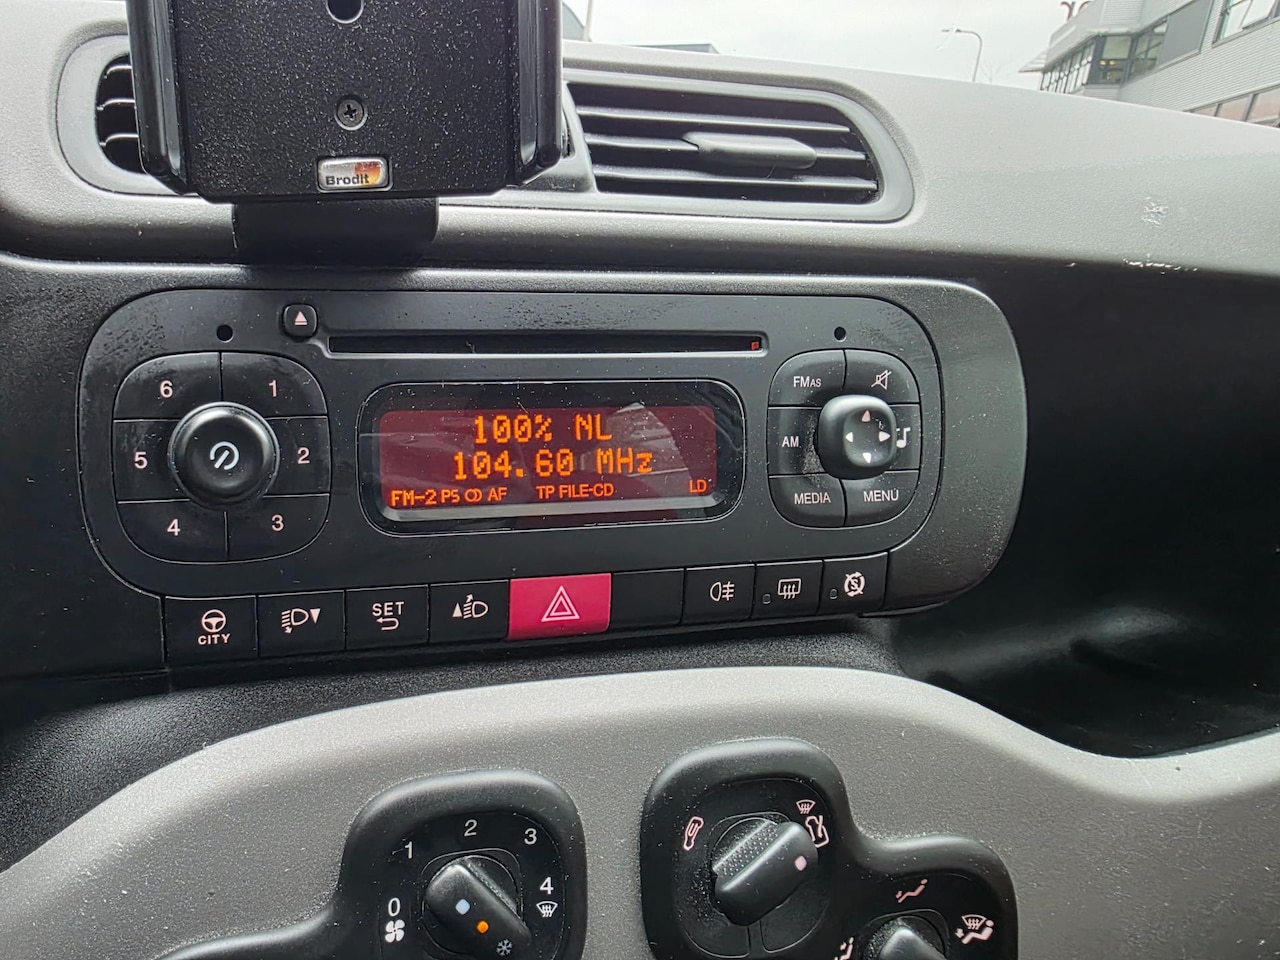 Brodit
6 1
5 2
4 3
100% NL
104.60 MHz
FM-2 PS AF TP FILE-CD LD
FMAS
AM
MEDIA MENÚ
CITY
SET
S
0 1 2 3 4